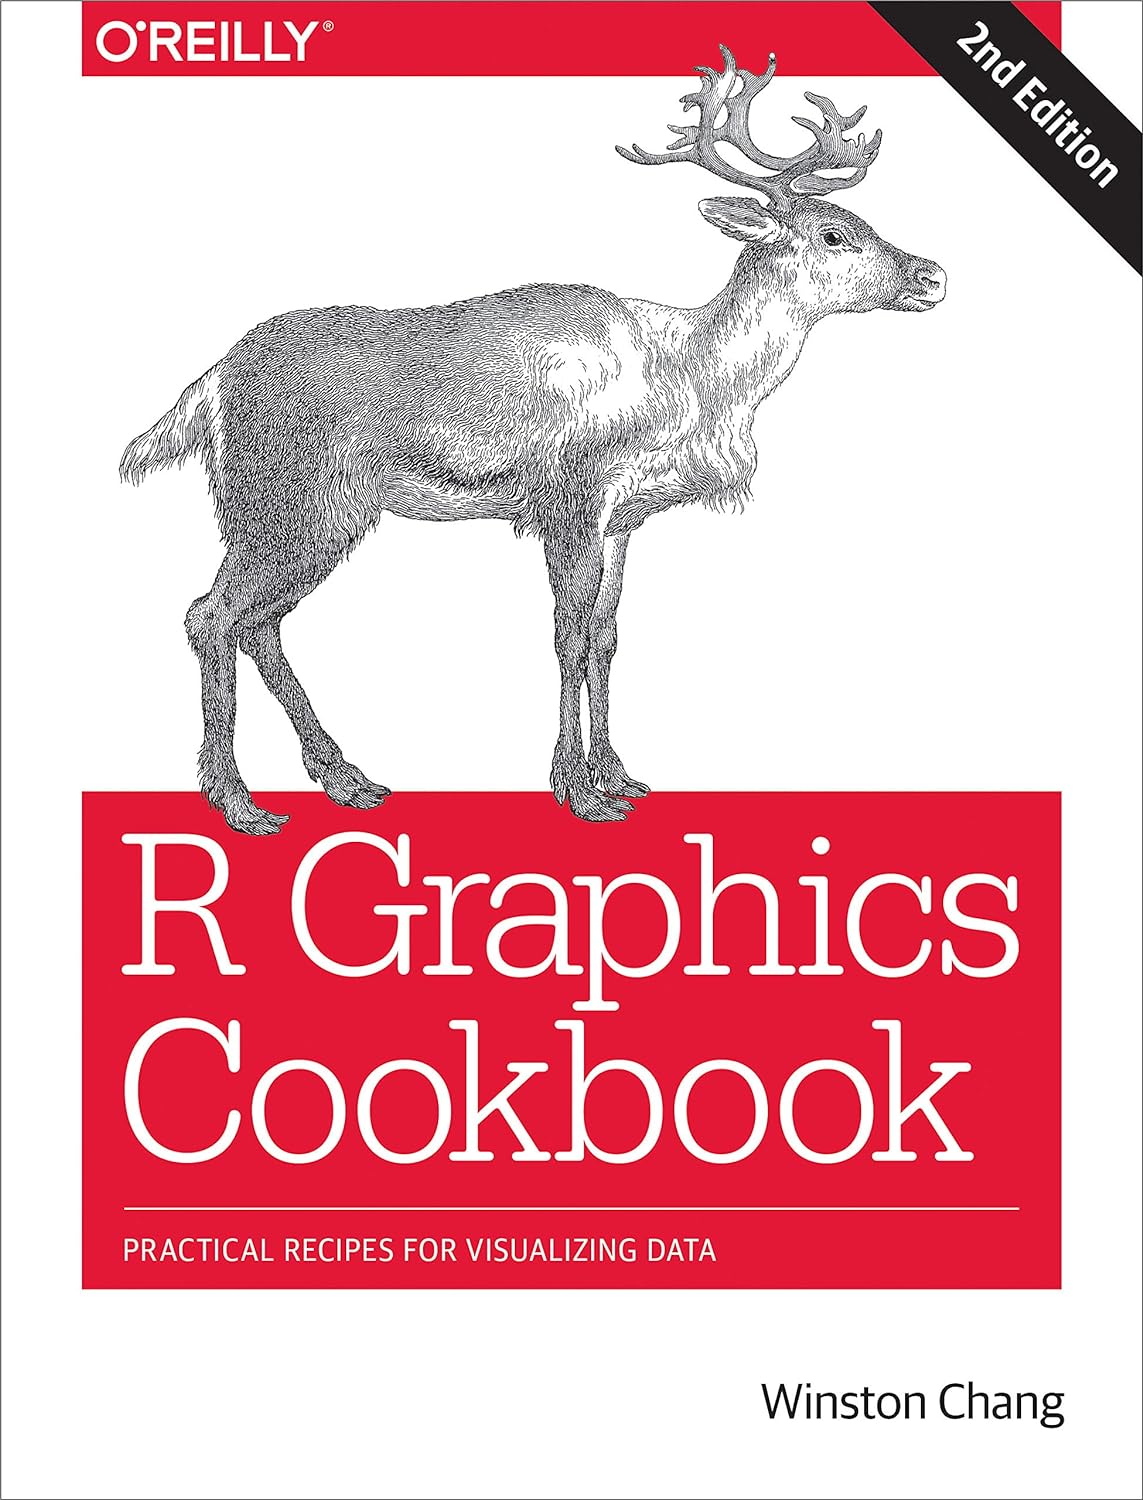 O'REILLY®
2nd Edition
R Graphics
Cookbook
PRACTICAL RECIPES FOR VISUALIZING DATA
Winston Chang